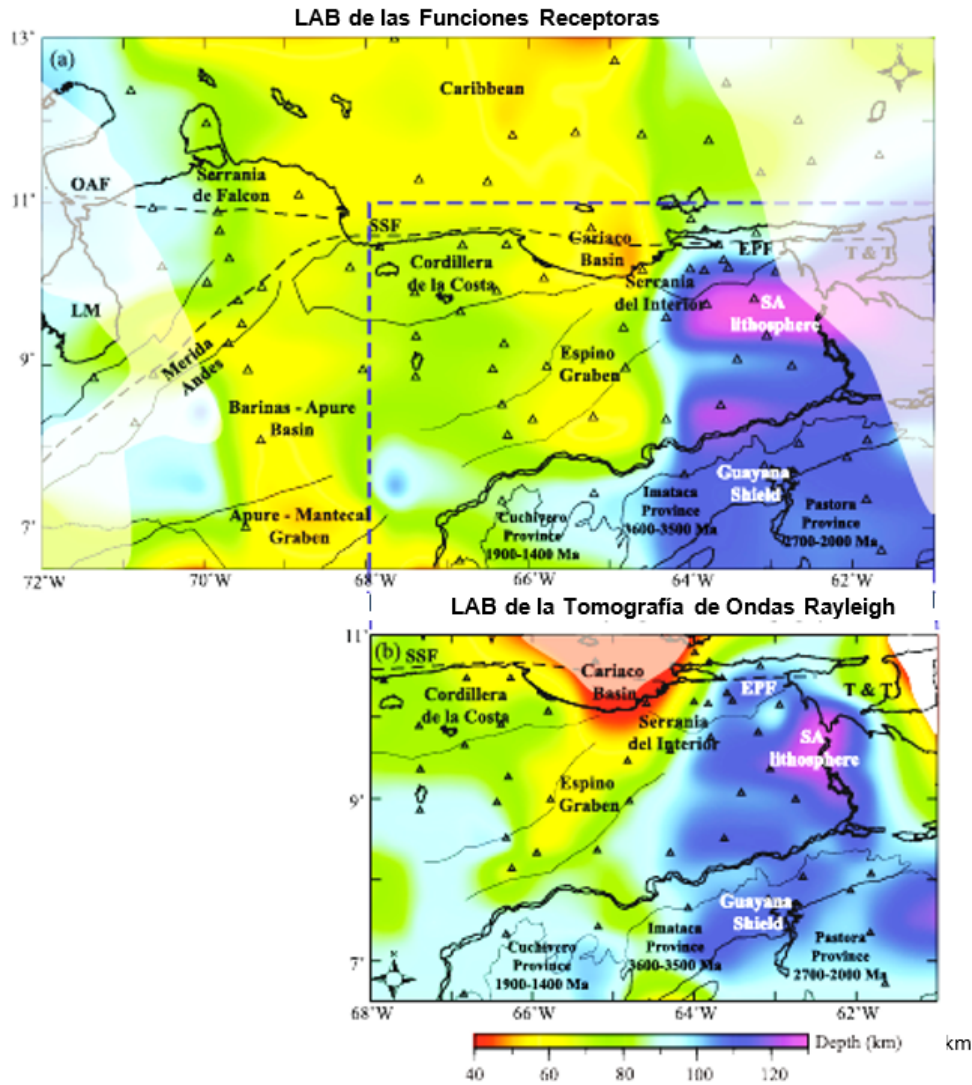 LAB de las Funciones Receptoras
13°
(a)
N
Caribbean
OAF
Serrania
de Falcon
11°
SSF
Cariaco
Basin
EPF
T & T
Cordillera
de la Costa
Serrania
del Interior
SA
lithosphere
LM
Merida
Andes
Espino
Graben
9°
Barinas - Apure
Basin
Guayana
Shield
Imataca
Province
3600-3500 Ma
Pastora
Province
2700-2000 Ma
Apure - Mantecal
Graben
Cuchivero
Province
1900-1400 Ma
7°
72°W
70°W
68°W
66°W
64°W
62°W
LAB de la Tomografía de Ondas Rayleigh
11°
(b)
SSF
Cariaco
Basin
EPF
T & T
Cordillera
de la Costa
Serrania
del Interior
SA
lithosphere
Espino
Graben
9°
Guayana
Shield
Imataca
Province
3600-3500 Ma
Pastora
Province
2700-2000 Ma
Cuchivero
Province
1900-1400 Ma
7°
N
68°W
66°W
64°W
62°W
Depth (km)
km
40
60
80
100
120